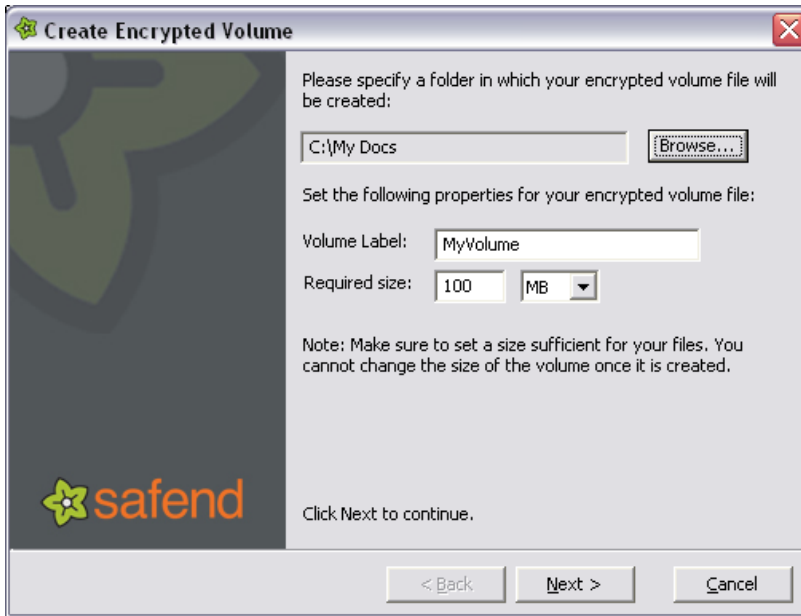 Create Encrypted Volume
Please specify a folder in which your encrypted volume file will
be created:
C:\My Docs
Browse...
Set the following properties for your encrypted volume file:
Volume Label:
MyVolume
Required size:
100
MB
Note: Make sure to set a size sufficient for your files. You
cannot change the size of the volume once it is created.
safend
Click Next to continue.
< Back
Next >
Cancel